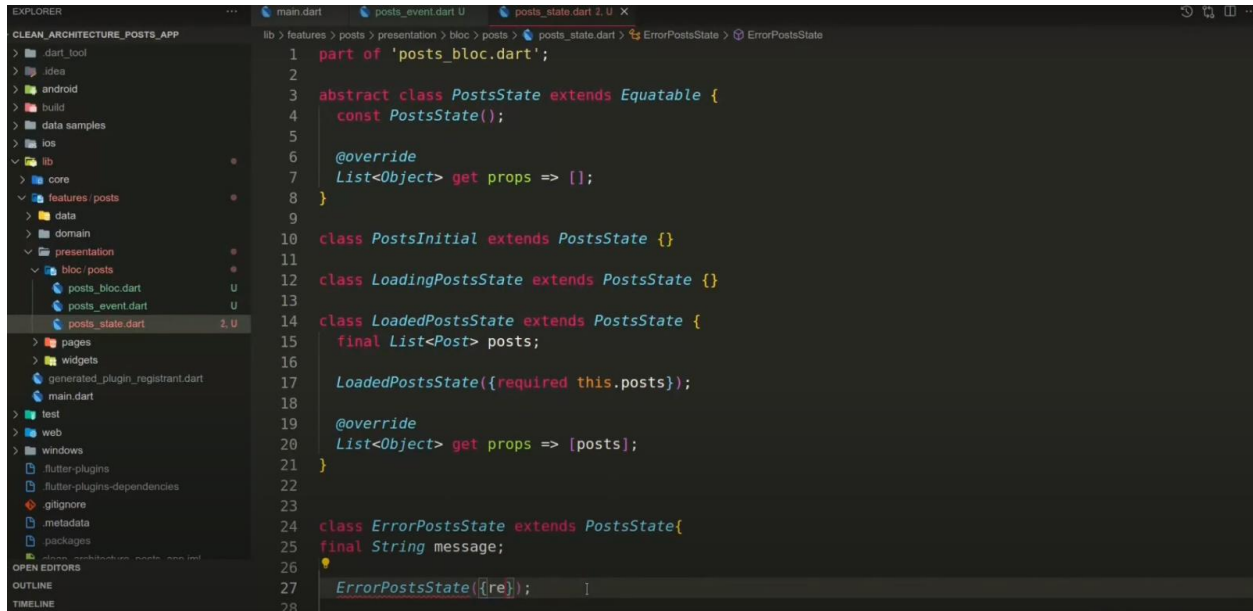 EXPLORER
main.dart
posts_event.dart U
posts_state.dart 2, U
CLEAN_ARCHITECTURE_POSTS_APP
lib > features > posts > presentation > bloc > posts > posts_state.dart > ErrorPostsState > ErrorPostsState
.dart_tool
.idea
android
build
data samples
ios
lib
core
features / posts
data
domain
presentation
bloc / posts
posts_bloc.dart U
posts_event.dart U
posts_state.dart 2, U
pages
widgets
generated_plugin_registrant.dart
main.dart
test
web
windows
.flutter-plugins
.flutter-plugins-dependencies
.gitignore
.metadata
.packages
clean_architecture_posts_app.iml
OPEN EDITORS
OUTLINE
TIMELINE
1 part of 'posts_bloc.dart';
2
3 abstract class PostsState extends Equatable {
4 const PostsState();
5
6 @override
7 List<Object> get props => [];
8 }
9
10 class PostsInitial extends PostsState {}
11
12 class LoadingPostsState extends PostsState {}
13
14 class LoadedPostsState extends PostsState {
15 final List<Post> posts;
16
17 LoadedPostsState({required this.posts});
18
19 @override
20 List<Object> get props => [posts];
21 }
22
23
24 class ErrorPostsState extends PostsState{
25 final String message;
26
27 ErrorPostsState({re});
28